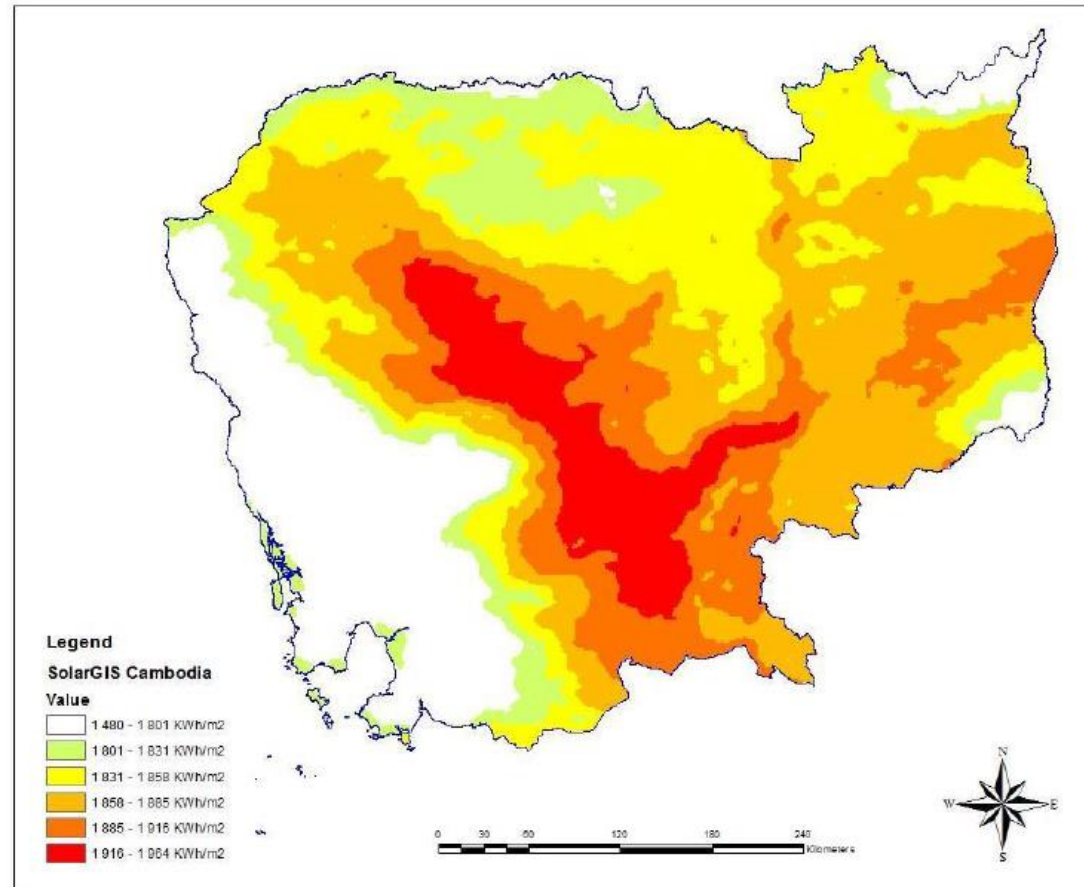 Legend
SolarGIS Cambodia
Value
1 480 - 1 801 KWh/m2
1 801 - 1 831 KWh/m2
1 831 - 1 858 KWh/m2
1 858 - 1 885 KWh/m2
1 885 - 1 916 KWh/m2
1 916 - 1 964 KWh/m2
0 30 60 120 180 240
Kilometers
N
W E
S